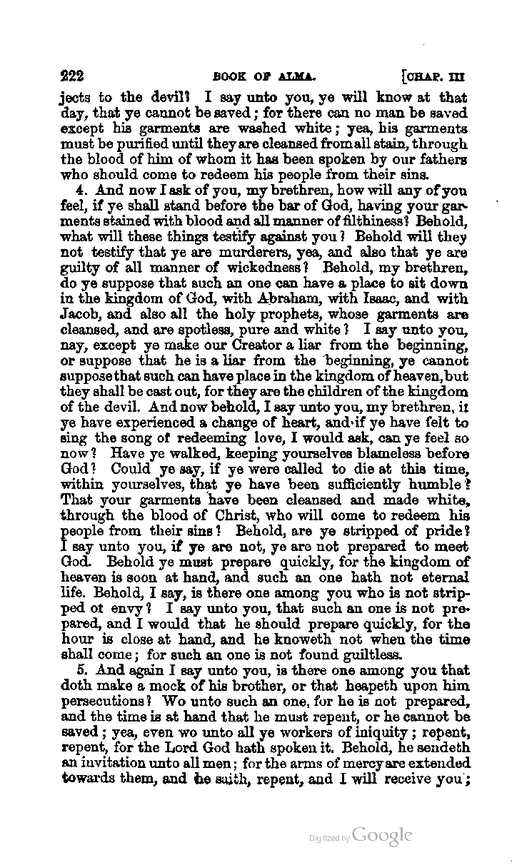 222 BOOK OF ALMA. [CHAP. III
jects to the devil? I say unto you, ye will know at that
day, that ye cannot be saved; for there can no man be saved
except his garments are washed white; yea, his garments
must be purified until they are cleansed from all stain, through
the blood of him of whom it has been spoken by our fathers
who should come to redeem his people from their sins.
4. And now I ask of you, my brethren, how will any of you
feel, if ye shall stand before the bar of God, having your gar-
ments stained with blood and all manner of filthiness? Behold,
what will these things testify against you? Behold will they
not testify that ye are murderers, yea, and also that ye are
guilty of all manner of wickedness? Behold, my brethren,
do ye suppose that such an one can have a place to sit down
in the kingdom of God, with Abraham, with Isaac, and with
Jacob, and also all the holy prophets, whose garments are
cleansed, and are spotless, pure and white? I say unto you,
nay, except ye make our Creator a liar from the beginning,
or suppose that he is a liar from the beginning, ye cannot
suppose that such can have place in the kingdom of heaven, but
they shall be cast out, for they are the children of the kingdom
of the devil. And now behold, I say unto you, my brethren, if
ye have experienced a change of heart, and if ye have felt to
sing the song of redeeming love, I would ask, can ye feel so
now? Have ye walked, keeping yourselves blameless before
God? Could ye say, if ye were called to die at this time,
within yourselves, that ye have been sufficiently humble?
That your garments have been cleansed and made white,
through the blood of Christ, who will come to redeem his
people from their sins? Behold, are ye stripped of pride?
I say unto you, if ye are not, ye are not prepared to meet
God. Behold ye must prepare quickly, for the kingdom of
heaven is soon at hand, and such an one hath not eternal
life. Behold, I say, is there one among you who is not strip-
ped of envy? I say unto you, that such an one is not pre-
pared, and I would that he should prepare quickly, for the
hour is close at hand, and he knoweth not when the time
shall come; for such an one is not found guiltless.
5. And again I say unto you, is there one among you that
doth make a mock of his brother, or that heapeth upon him
persecutions? Wo unto such an one, for he is not prepared,
and the time is at hand that he must repent, or he cannot be
saved; yea, even wo unto all ye workers of iniquity; repent,
repent, for the Lord God hath spoken it. Behold, he sendeth
an invitation unto all men; for the arms of mercy are extended
towards them, and he saith, repent, and I will receive you;
Digitized by Google